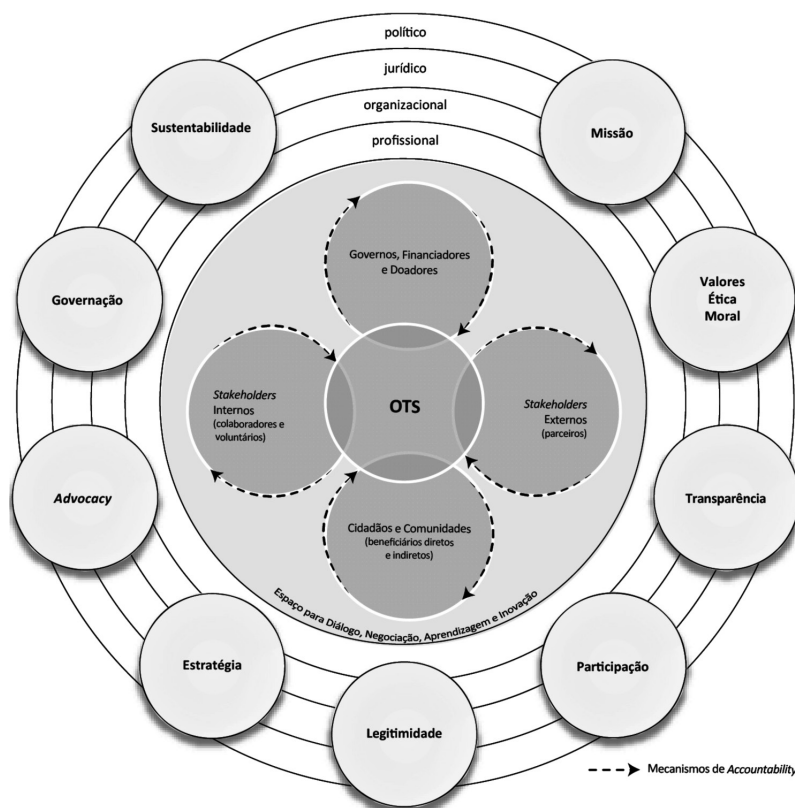 político
jurídico
organizacional
profissional
Sustentabilidade
Missão
Governação
Valores
Ética
Moral
Governos, Financiadores
e Doadores
Stakeholders
Internos
(colaboradores e
voluntários)
OTS
Stakeholders
Externos
(parceiros)
Advocacy
Transparência
Cidadãos e Comunidades
(beneficiários diretos
e indiretos)
Espaço para Diálogo, Negociação, Aprendizagem e Inovação
Estratégia
Participação
Legitimidade
Mecanismos de Accountability